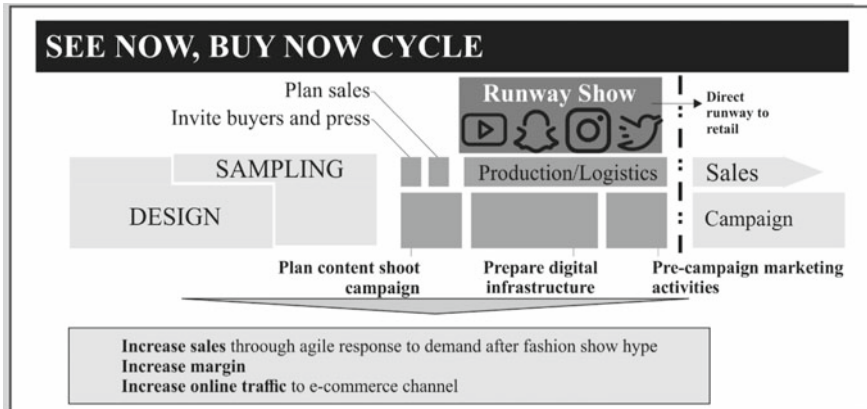 SEE NOW, BUY NOW CYCLE
Plan sales
Invite buyers and press
Runway Show
Direct
runway to
retail
SAMPLING
DESIGN
Production/Logistics
Sales
Campaign
Plan content shoot
campaign
Prepare digital
infrastructure
Pre-campaign marketing
activities
Increase sales throough agile response to demand after fashion show hype
Increase margin
Increase online traffic to e-commerce channel